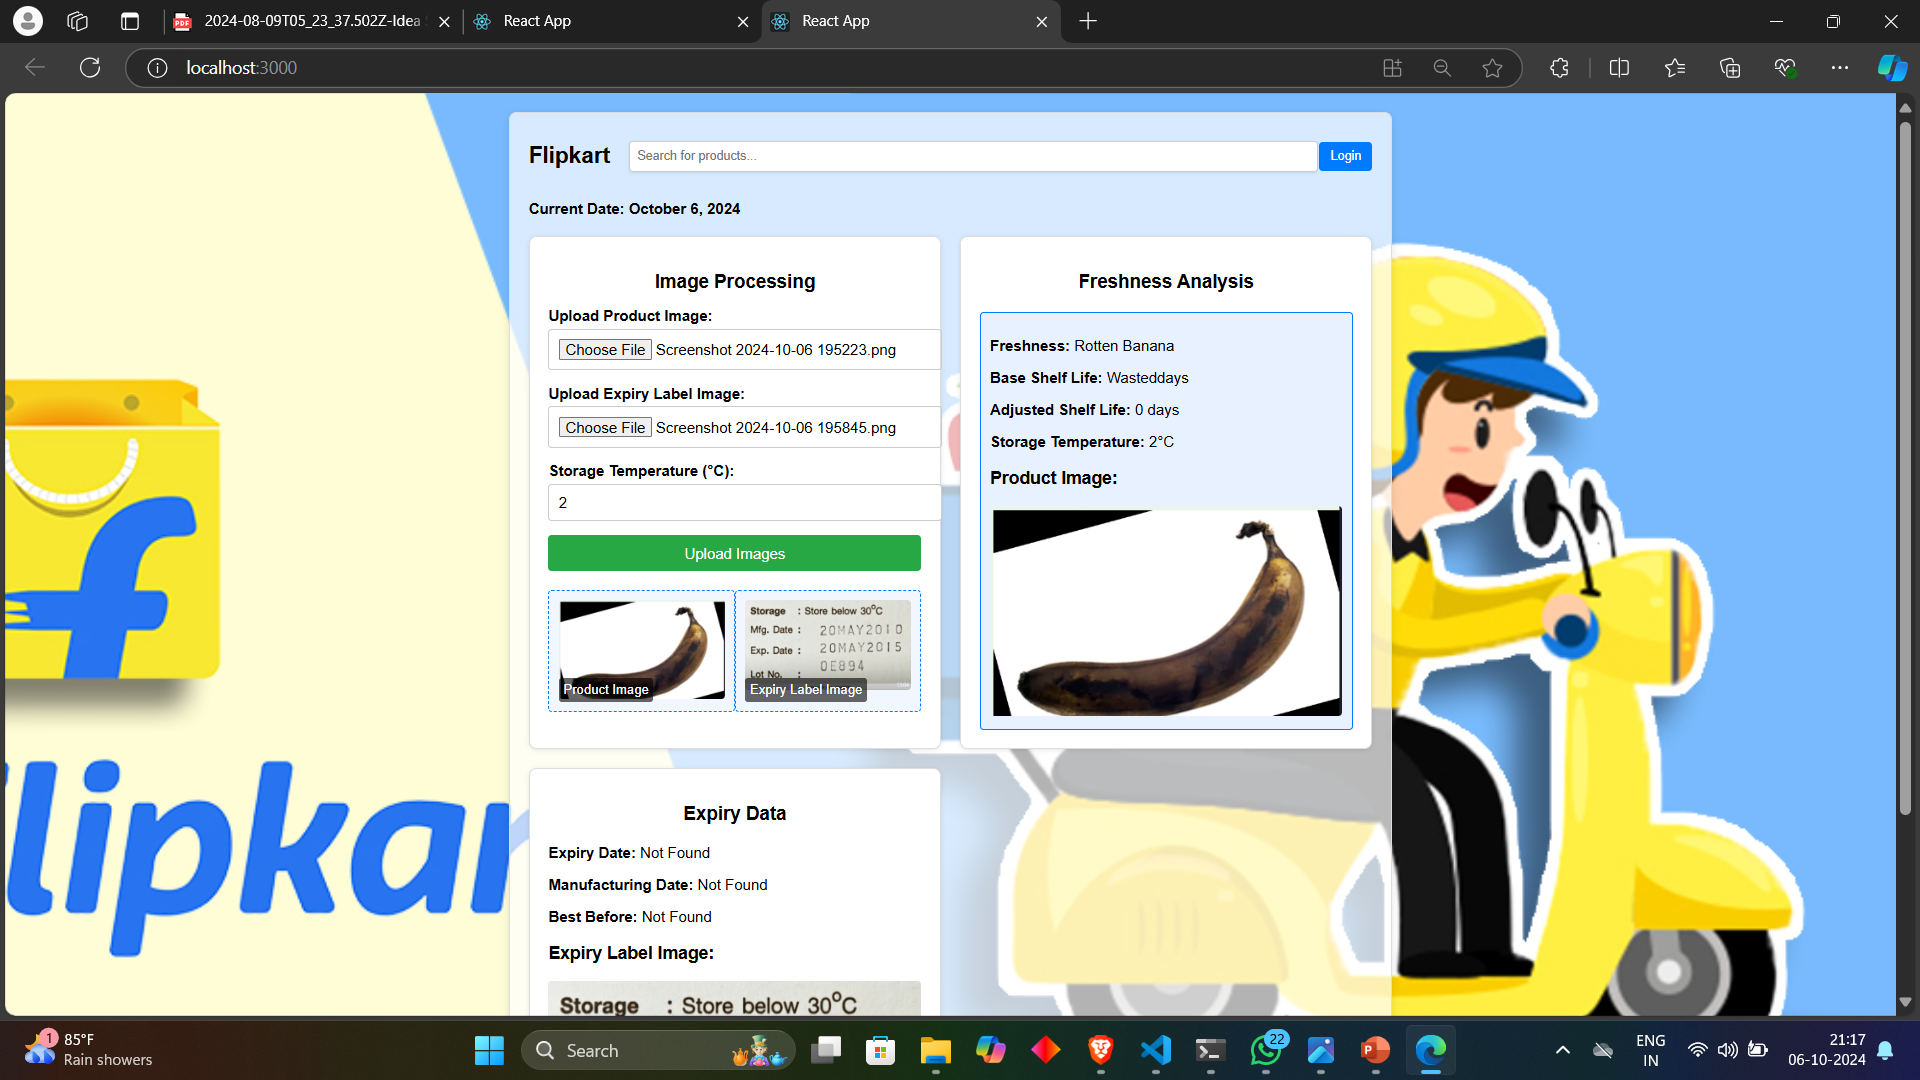 2024-08-09T05_23_37.502Z-Idea
React App
React App
localhost:3000
Flipkart
Search for products...
Login
Current Date: October 6, 2024
Image Processing
Upload Product Image:
Choose File Screenshot 2024-10-06 195223.png
Upload Expiry Label Image:
Choose File Screenshot 2024-10-06 195845.png
Storage Temperature (°C):
2
Upload Images
Product Image
Storage : Store below 30°C
Mfg. Date : 20MAY2010
Exp. Date : 20MAY2015
Lot No. : 0E894
Expiry Label Image
Freshness Analysis
Freshness: Rotten Banana
Base Shelf Life: Wasteddays
Adjusted Shelf Life: 0 days
Storage Temperature: 2°C
Product Image:
Expiry Data
Expiry Date: Not Found
Manufacturing Date: Not Found
Best Before: Not Found
Expiry Label Image:
Storage : Store below 30°C
f
lipkar
1
85°F
Rain showers
Search
22
ENG
IN
21:17
06-10-2024